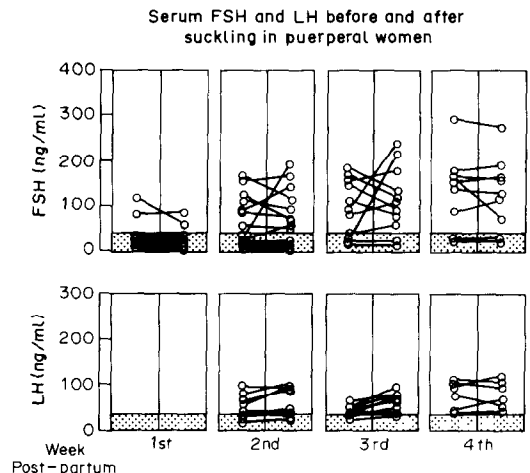 Serum FSH and LH before and after
suckling in puerperal women
400
300
200
100
0
FSH (ng/ml)
300
200
100
0
LH (ng/ml)
Week
Post-partum
1st
2nd
3rd
4th